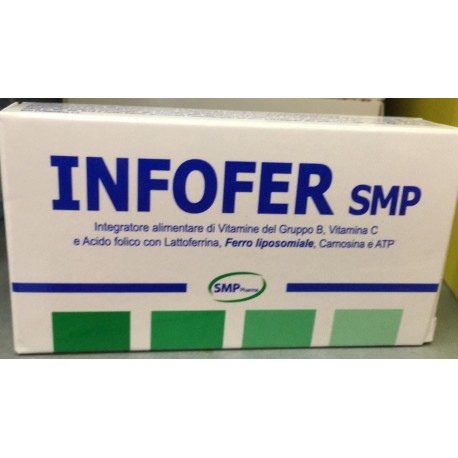 INFOFER SMP
Integratore alimentare di Vitamine del Gruppo B, Vitamina C
e Acido folico con Lattoferrina, Ferro liposomiale, Carnosina e ATP
SMP Pharma